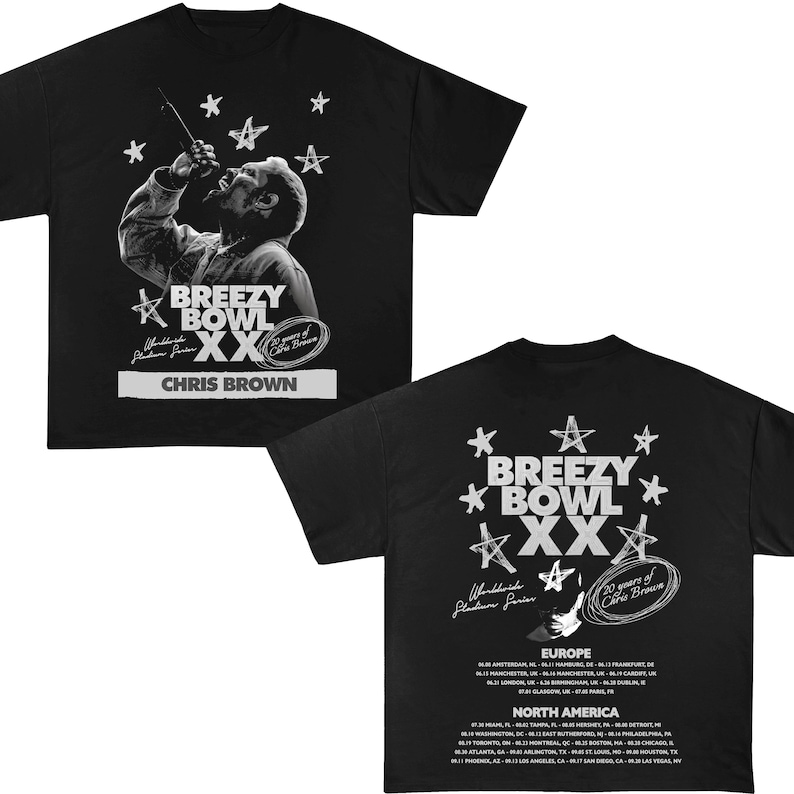 BREEZY
BOWL
XX
Worldwide
Stadium Series
20 years of
Chris Brown
CHRIS BROWN
BREEZY
BOWL
XX
Worldwide
Stadium Series
20 years of
Chris Brown
EUROPE
06.08 AMSTERDAM, NL - 06.11 HAMBURG, DE - 06.13 FRANKFURT, DE
06.15 MANCHESTER, UK - 06.16 MANCHESTER, UK - 06.19 CARDIFF, UK
06.21 LONDON, UK - 6.26 BIRMINGHAM, UK - 06.28 DUBLIN, IE
07.01 GLASGOW, UK - 07.05 PARIS, FR
NORTH AMERICA
07.30 MIAMI, FL - 08.02 TAMPA, FL - 08.05 HERSHEY, PA - 08.08 DETROIT, MI
08.10 WASHINGTON, DC - 08.12 EAST RUTHERFORD, NJ - 08.16 PHILADELPHIA, PA
08.19 TORONTO, ON - 08.23 MONTREAL, QC - 08.25 BOSTON, MA - 08.28 CHICAGO, IL
08.30 ATLANTA, GA - 09.03 ARLINGTON, TX - 09.05 ST. LOUIS, MO - 09.08 HOUSTON, TX
09.11 PHOENIX, AZ - 09.13 LOS ANGELES, CA - 09.17 SAN DIEGO, CA - 09.20 LAS VEGAS, NV